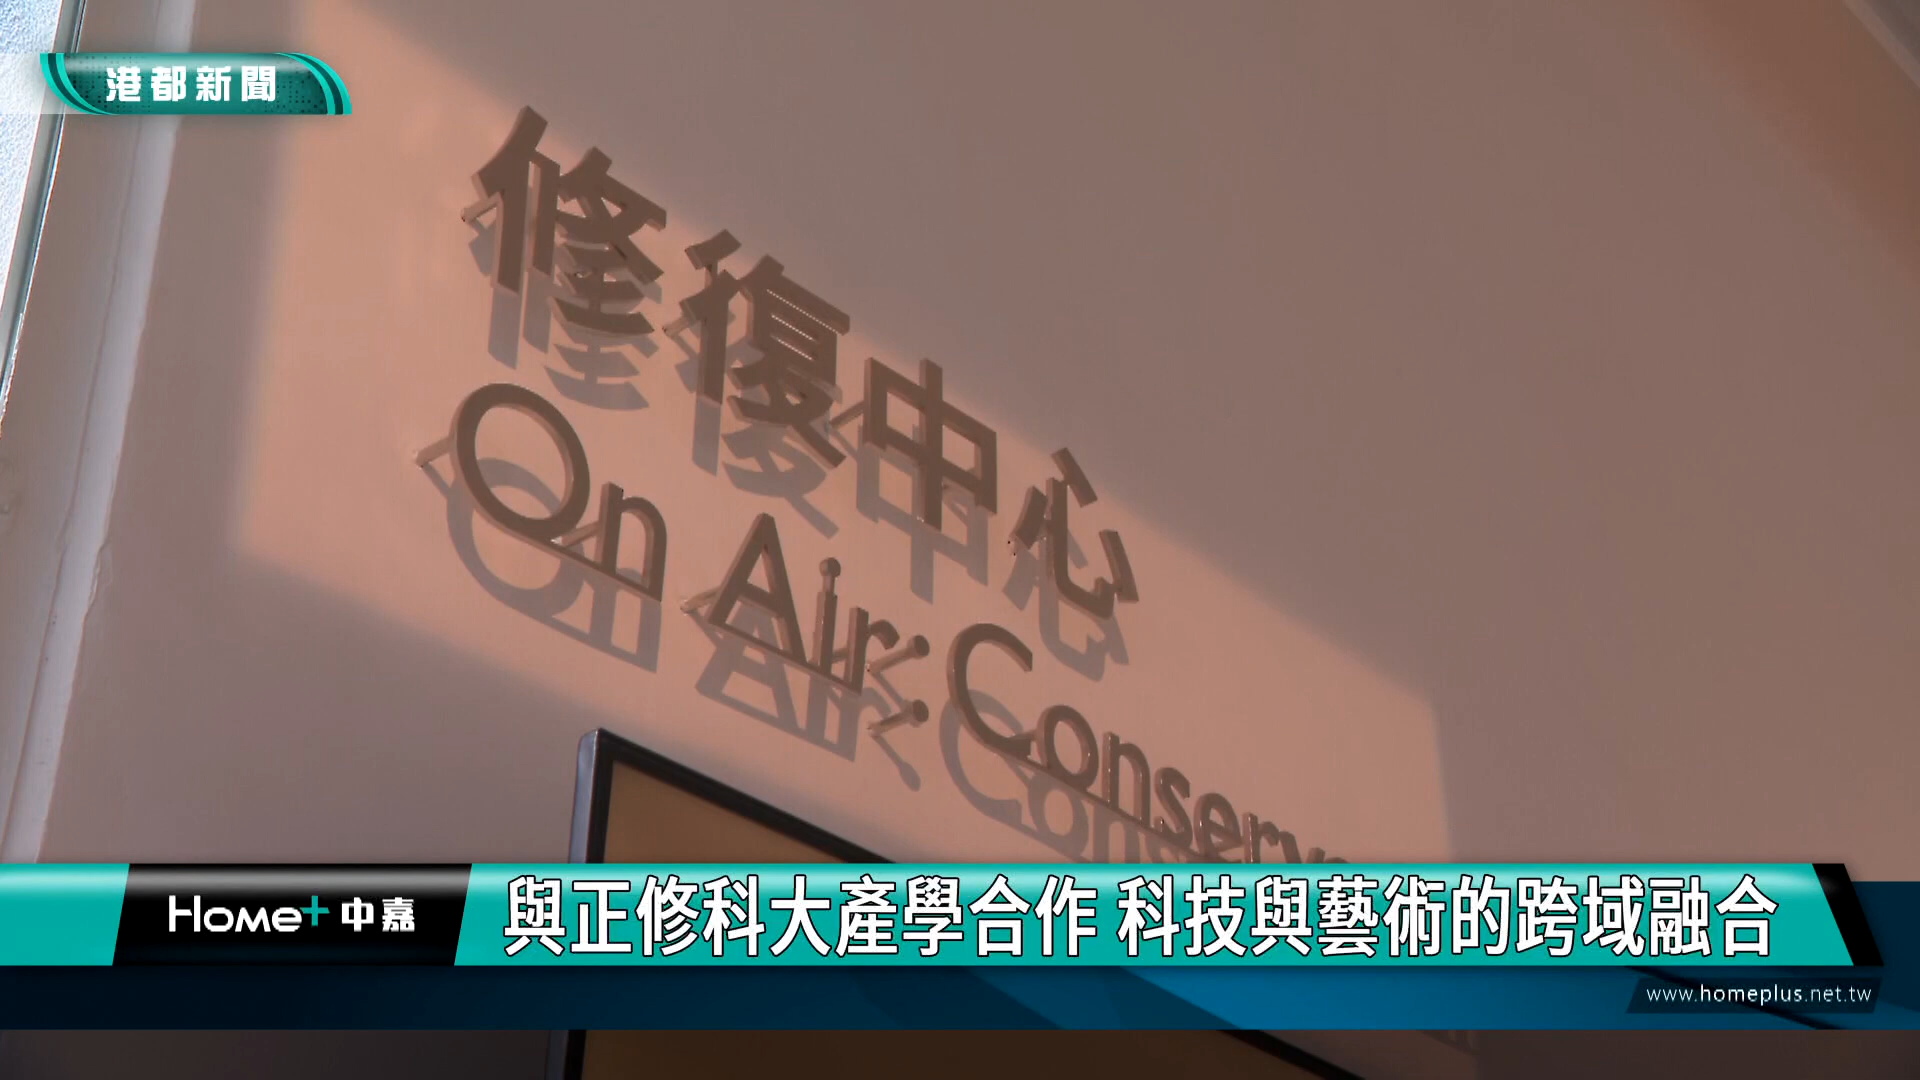 港都新聞
修復中心
On Air: Conserv
Home+ 中嘉
與正修科大產學合作 科技與藝術的跨域融合
www.homeplus.net.tw